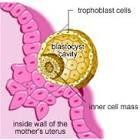 trophoblast cells
blastocyst
cavity
inner cell mass
inside wall of the
mother's uterus